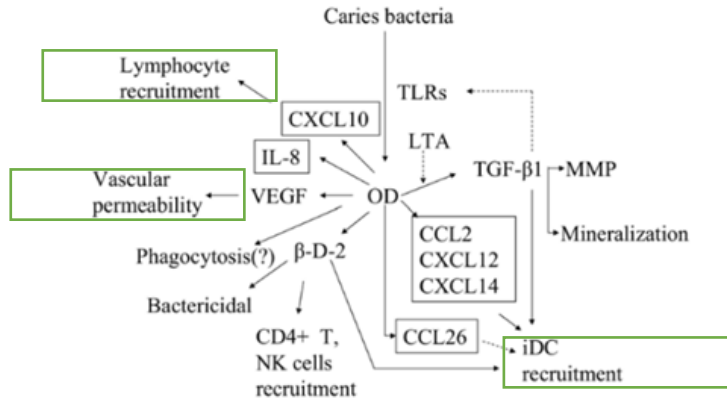 Caries bacteria
Lymphocyte
recruitment
TLRs
CXCL10
LTA
IL-8
TGF-β1
MMP
Vascular
permeability
VEGF
OD
CCL2
CXCL12
CXCL14
Mineralization
Phagocytosis(?)
β-D-2
Bactericidal
CD4+ T,
NK cells
recruitment
CCL26
iDC
recruitment